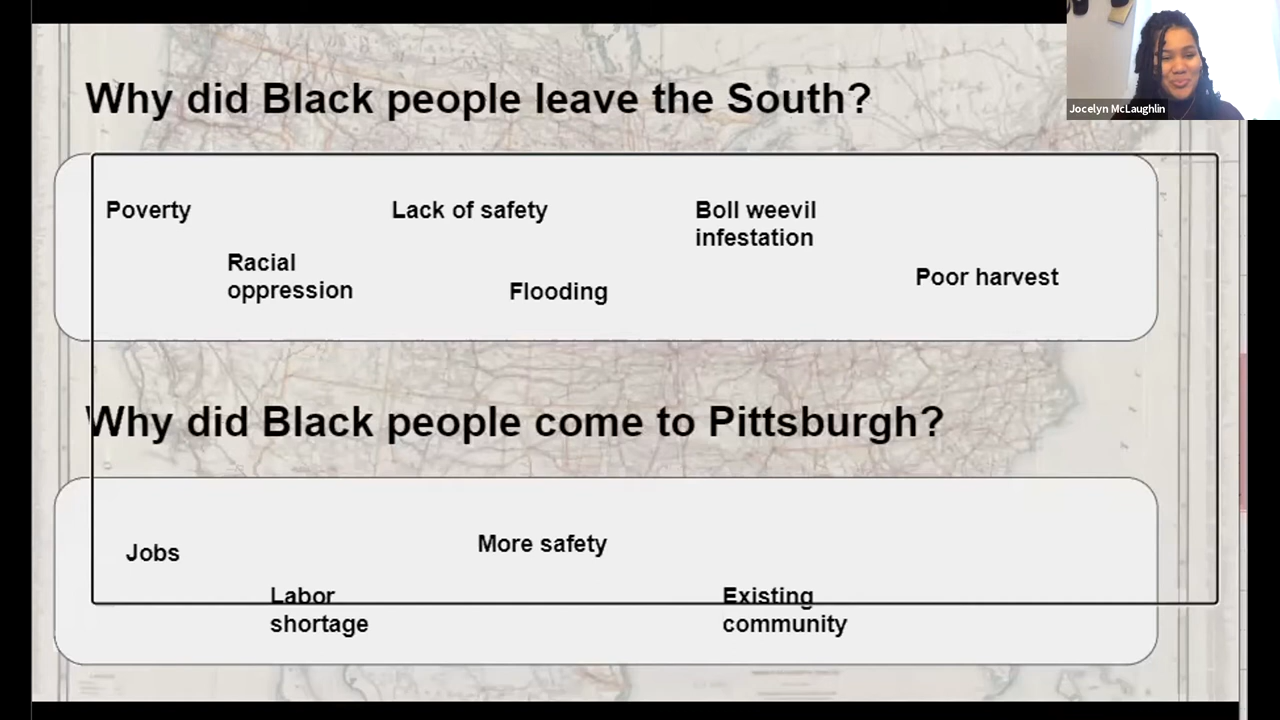 Why did Black people leave the South?
Jocelyn McLaughlin
Poverty
Lack of safety
Boll weevil
infestation
Racial
oppression
Flooding
Poor harvest
Why did Black people come to Pittsburgh?
Jobs
More safety
Labor
shortage
Existing
community